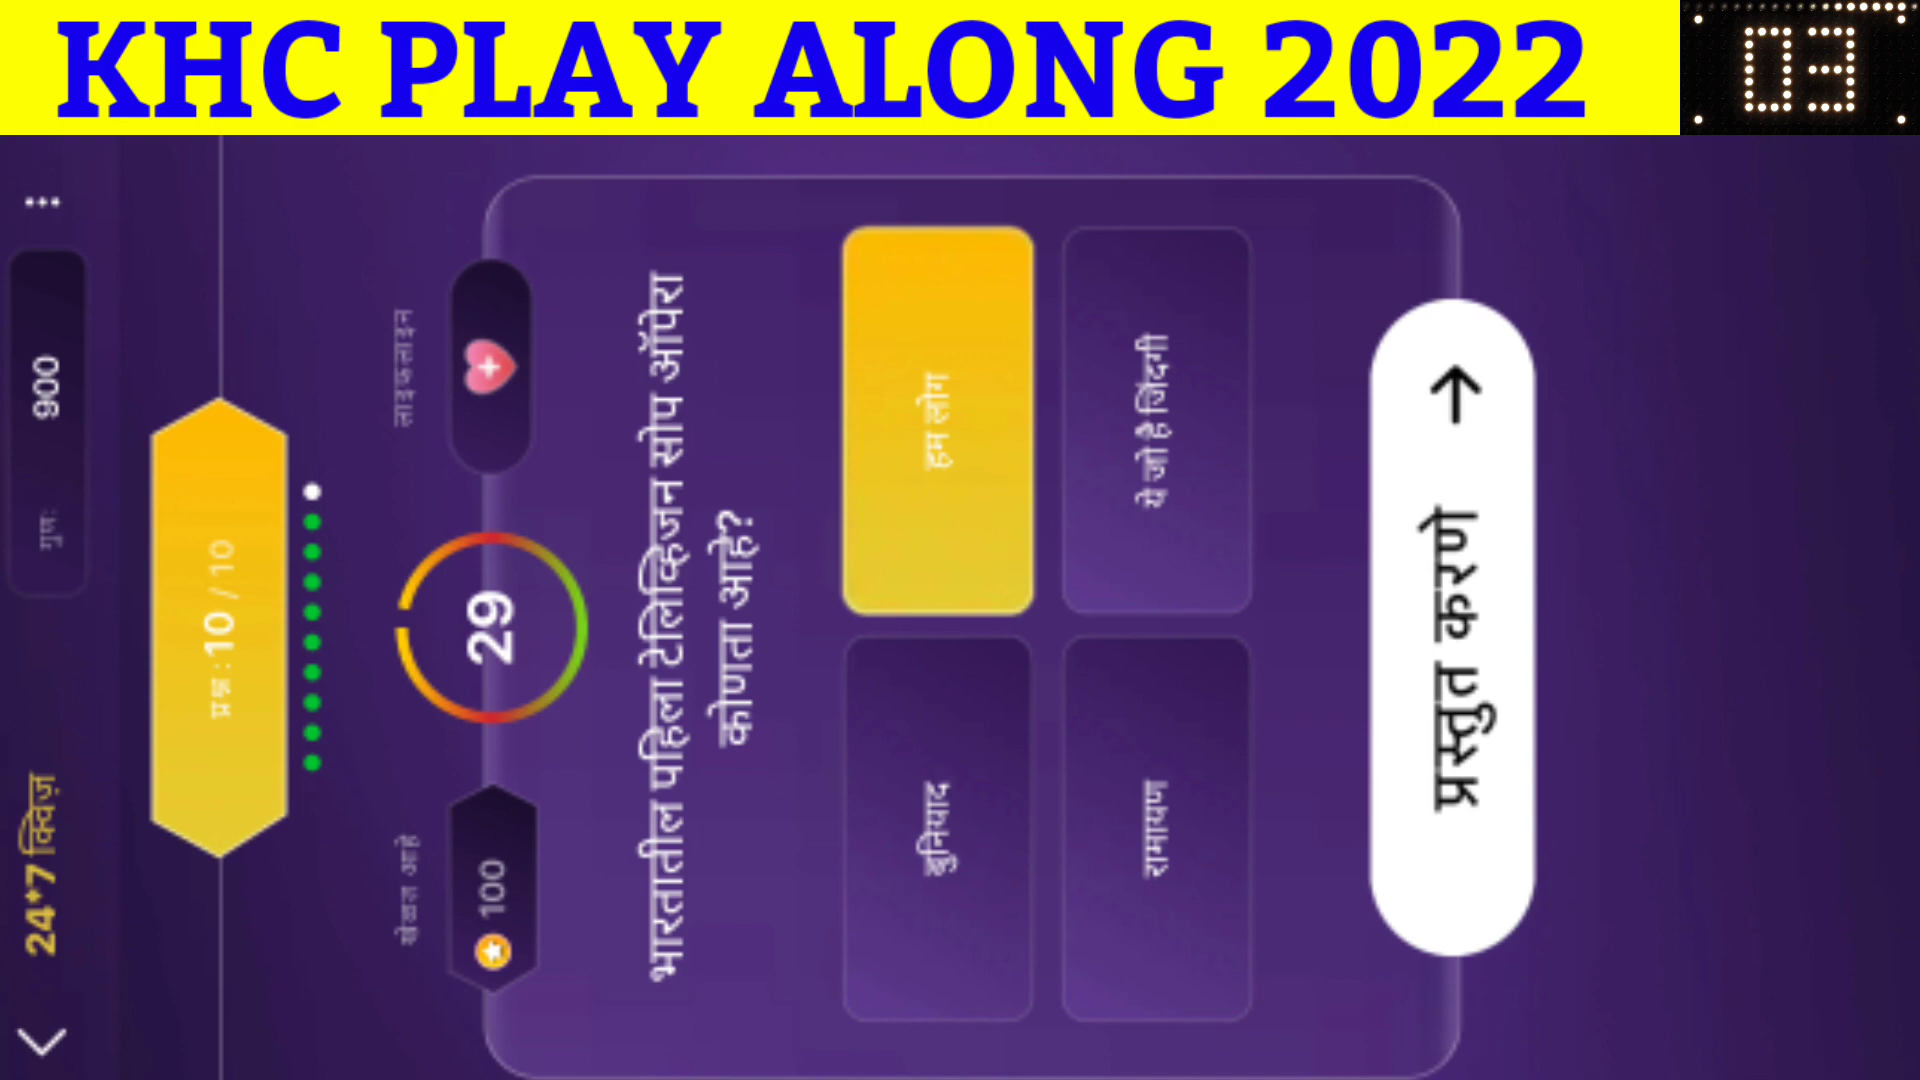 KHC PLAY ALONG 2022
03
24*7 क्विज़
गुण:
900
प्रश्न : 10 / 10
खेळत आहे
लाइफलाइन
100
29
भारतातील पहिला टेलिव्हिजन सोप ऑपेरा
कोणता आहे?
बुनियाद
हम लोग
रामायण
ये जो है जिंदगी
प्रस्तुत करणे